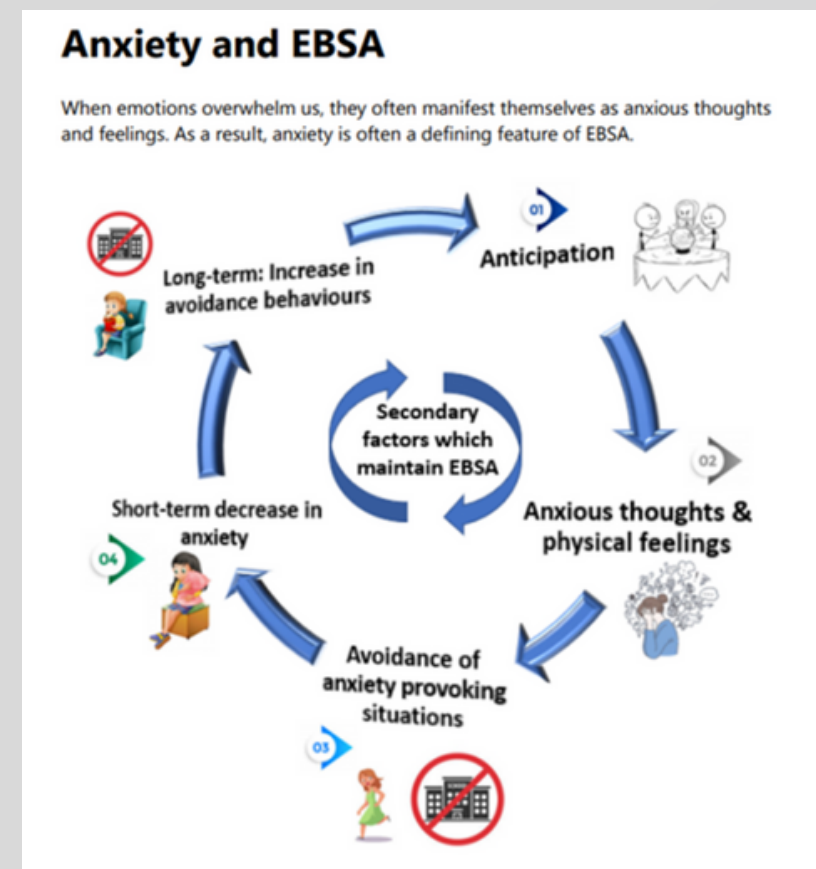 Anxiety and EBSA
When emotions overwhelm us, they often manifest themselves as anxious thoughts
and feelings. As a result, anxiety is often a defining feature of EBSA.
01
Anticipation
02
Anxious thoughts &
physical feelings
Avoidance of
anxiety provoking
situations
03
Short-term decrease in
anxiety
04
Long-term: Increase in
avoidance behaviours
Secondary
factors which
maintain EBSA